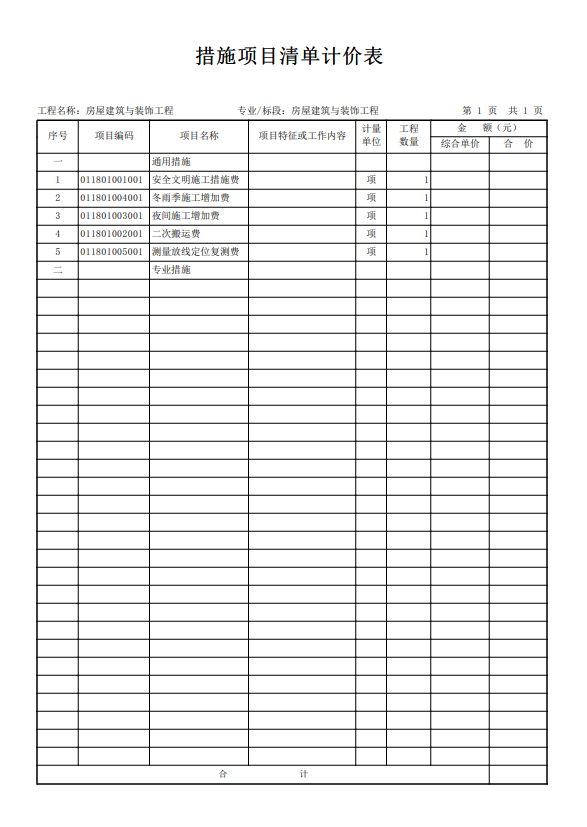 措施项目清单计价表
工程名称：房屋建筑与装饰工程 专业/标段：房屋建筑与装饰工程 第 1 页 共 1 页
序号 项目编码 项目名称 项目特征或工作内容 计量单位 工程数量 金 额（元）
综合单价 合 价
一 通用措施
1 011801001001 安全文明施工措施费 项 1
2 011801004001 冬雨季施工增加费 项 1
3 011801003001 夜间施工增加费 项 1
4 011801002001 二次搬运费 项 1
5 011801005001 测量放线定位复测费 项 1
二 专业措施
合 计